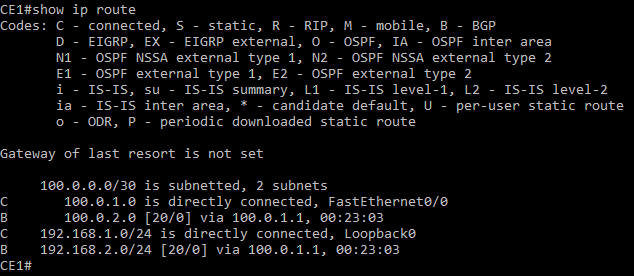 CE1#show ip route
Codes: C - connected, S - static, R - RIP, M - mobile, B - BGP
       D - EIGRP, EX - EIGRP external, O - OSPF, IA - OSPF inter area
       N1 - OSPF NSSA external type 1, N2 - OSPF NSSA external type 2
       E1 - OSPF external type 1, E2 - OSPF external type 2
       i - IS-IS, su - IS-IS summary, L1 - IS-IS level-1, L2 - IS-IS level-2
       ia - IS-IS inter area, * - candidate default, U - per-user static route
       o - ODR, P - periodic downloaded static route
Gateway of last resort is not set
     100.0.0.0/30 is subnetted, 2 subnets
C       100.0.1.0 is directly connected, FastEthernet0/0
B       100.0.2.0 [20/0] via 100.0.1.1, 00:23:03
C    192.168.1.0/24 is directly connected, Loopback0
B    192.168.2.0/24 [20/0] via 100.0.1.1, 00:23:03
CE1#